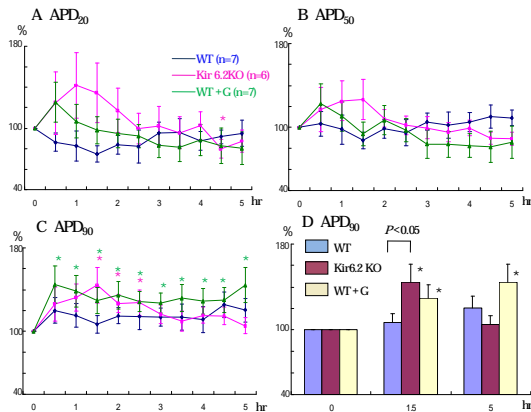 A APD20
%
180
100
40
0 1 2 3 4 5 hr
WT (n=7)
Kir 6.2KO (n=6)
WT + G (n=7)
*
B APD50
%
180
100
40
0 1 2 3 4 5 hr
C APD90
%
180
100
40
0 1 2 3 4 5 hr
* * * * * * * * * *
* * *
D APD90
%
180
100
40
WT
Kir6.2 KO
WT + G
P<0.05
* * *
0 15 5 hr